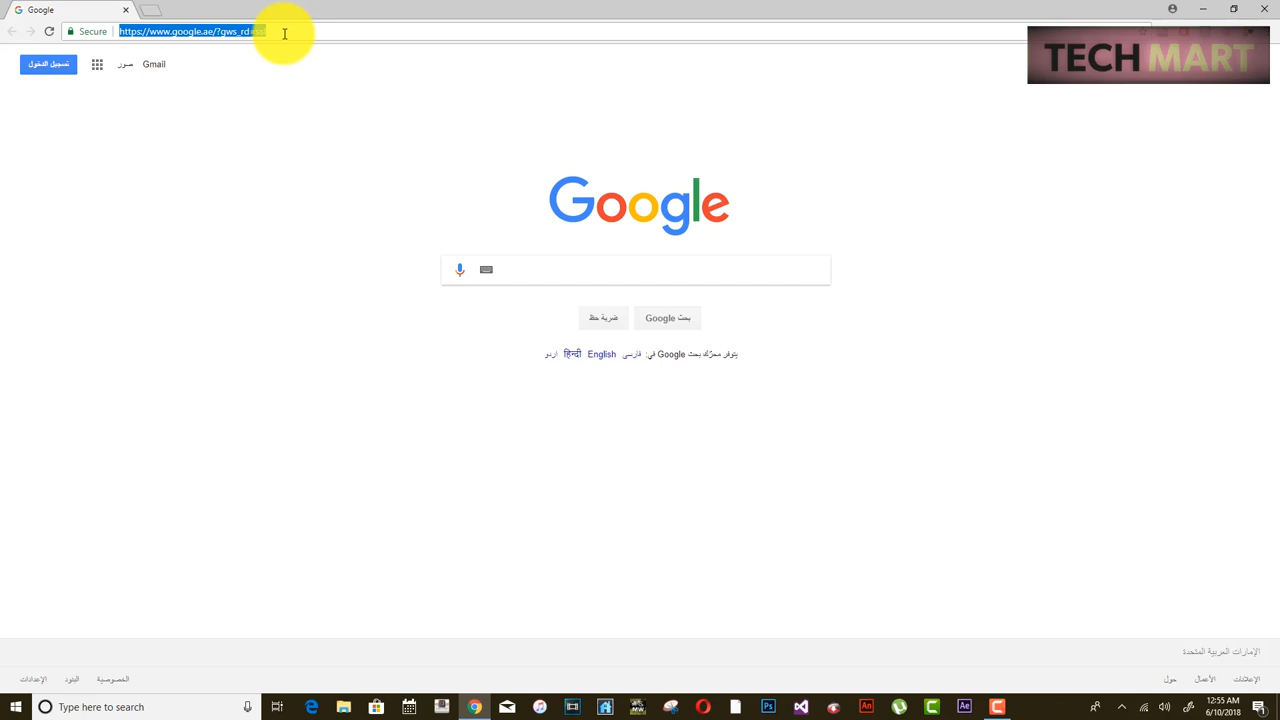 Google
Secure
https://www.google.ae/?gws_rd=ssl
TECH MART
تسجيل الدخول
صور
Gmail
Google
بحث Google
ضربة حظ
يتوفر محرّك بحث Google في: فارسی English हिन्दी اردو
الإمارات العربية المتحدة
الإعلانات
الأعمال
حول
الخصوصية
البنود
الإعدادات
Type here to search
12:55 AM
6/10/2018